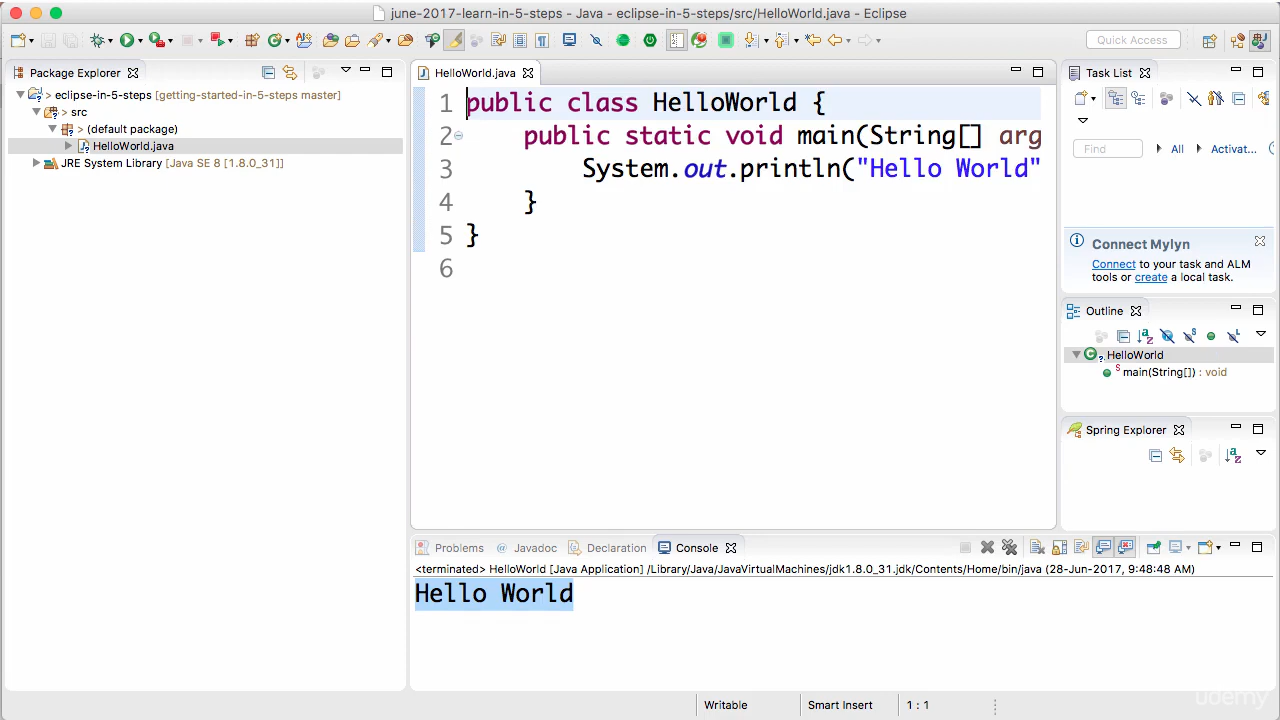 june-2017-learn-in-5-steps - Java - eclipse-in-5-steps/src/HelloWorld.java - Eclipse
Quick Access
Package Explorer
> eclipse-in-5-steps [getting-started-in-5-steps master]
> src
> (default package)
HelloWorld.java
JRE System Library [Java SE 8 [1.8.0_31]]
HelloWorld.java
1 public class HelloWorld {
2 public static void main(String[] arg
3 System.out.println("Hello World"
4 }
5 }
6
Task List
Find
All
Activat...
Connect Mylyn
Connect to your task and ALM
tools or create a local task.
Outline
HelloWorld
main(String[]) : void
Spring Explorer
Problems
Javadoc
Declaration
Console
<terminated> HelloWorld [Java Application] /Library/Java/JavaVirtualMachines/jdk1.8.0_31.jdk/Contents/Home/bin/java (28-Jun-2017, 9:48:48 AM)
Hello World
Writable
Smart Insert
1 : 1
udemy